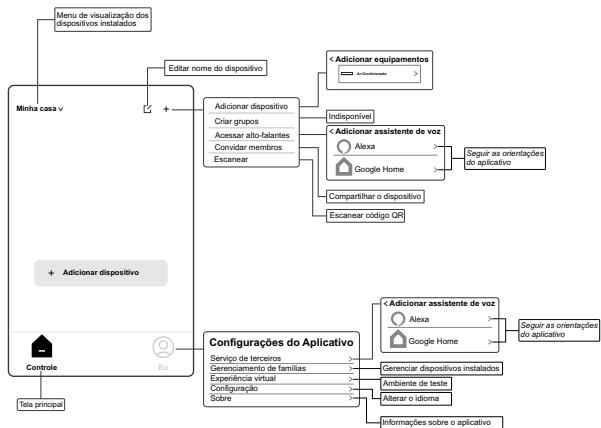 Menu de visualização dos
dispositivos instalados
Editar nome do dispositivo
< Adicionar equipamentos
Ar-Condicionado >
Minha casa ˅
+
Adicionar dispositivo
Criar grupos
Acessar alto-falantes
Convidar membros
Escanear
Indisponível
< Adicionar assistente de voz
Alexa >
Google Home >
Seguir as orientações
do aplicativo
Compartilhar o dispositivo
Escanear código QR
+ Adicionar dispositivo
Controle
Eu
Tela principal
Configurações do Aplicativo
Serviço de terceiros >
Gerenciamento de famílias >
Experiência virtual >
Configuração >
Sobre >
< Adicionar assistente de voz
Alexa >
Google Home >
Seguir as orientações
do aplicativo
Gerenciar dispositivos instalados
Ambiente de teste
Alterar o idioma
Informações sobre o aplicativo